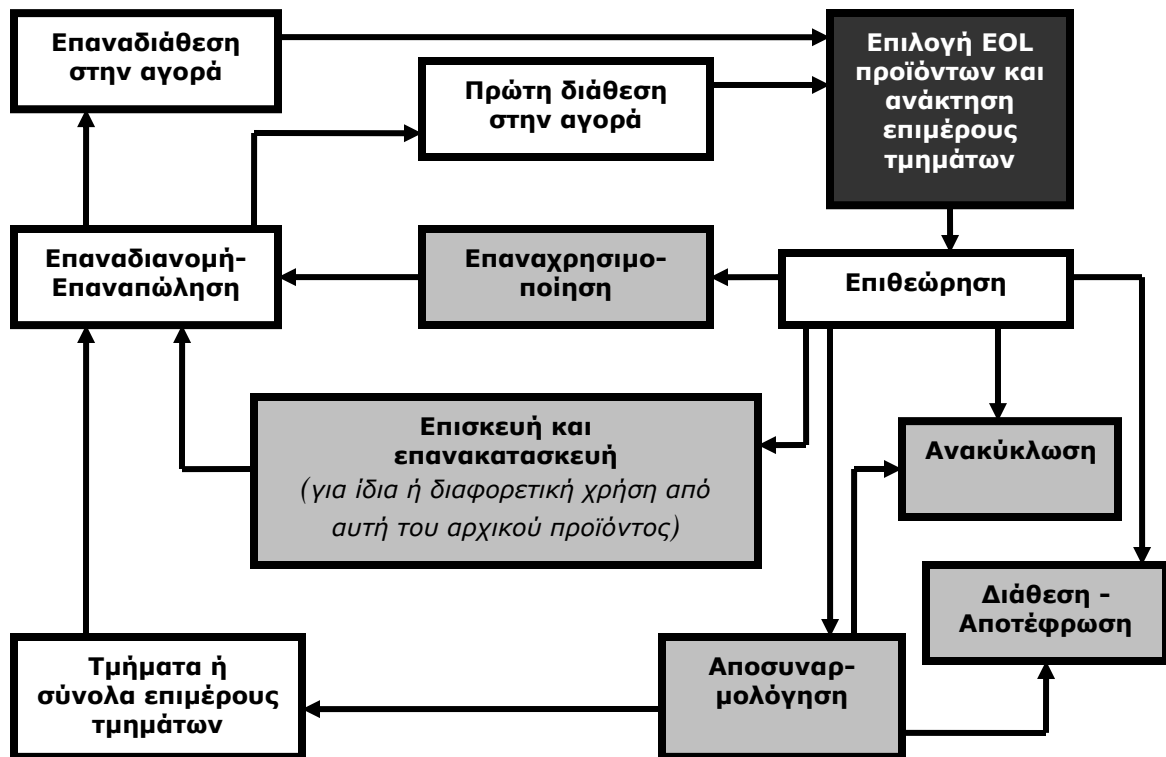 Επαναδιάθεση
στην αγορά
Πρώτη διάθεση
στην αγορά
Επιλογή EOL
προϊόντων και
ανάκτηση
επιμέρους
τμημάτων
Επαναδιανομή-
Επαναπώληση
Επαναχρησιμο-
ποίηση
Επιθεώρηση
Επισκευή και
επανακατασκευή
(για ίδια ή διαφορετική χρήση από
αυτή του αρχικού προϊόντος)
Ανακύκλωση
Διάθεση -
Αποτέφρωση
Τμήματα ή
σύνολα επιμέρους
τμημάτων
Αποσυναρ-
μολόγηση